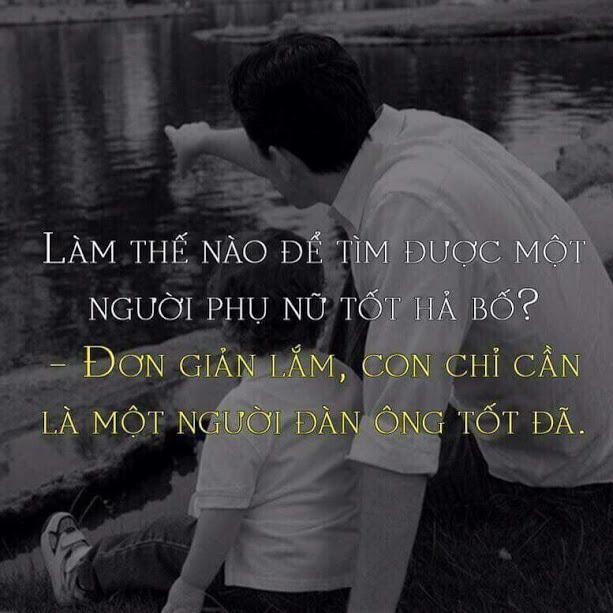 Làm thế nào để tìm được một
người phụ nữ tốt hả bố?
– Đơn giản lắm, con chỉ cần
là một người đàn ông tốt đã.